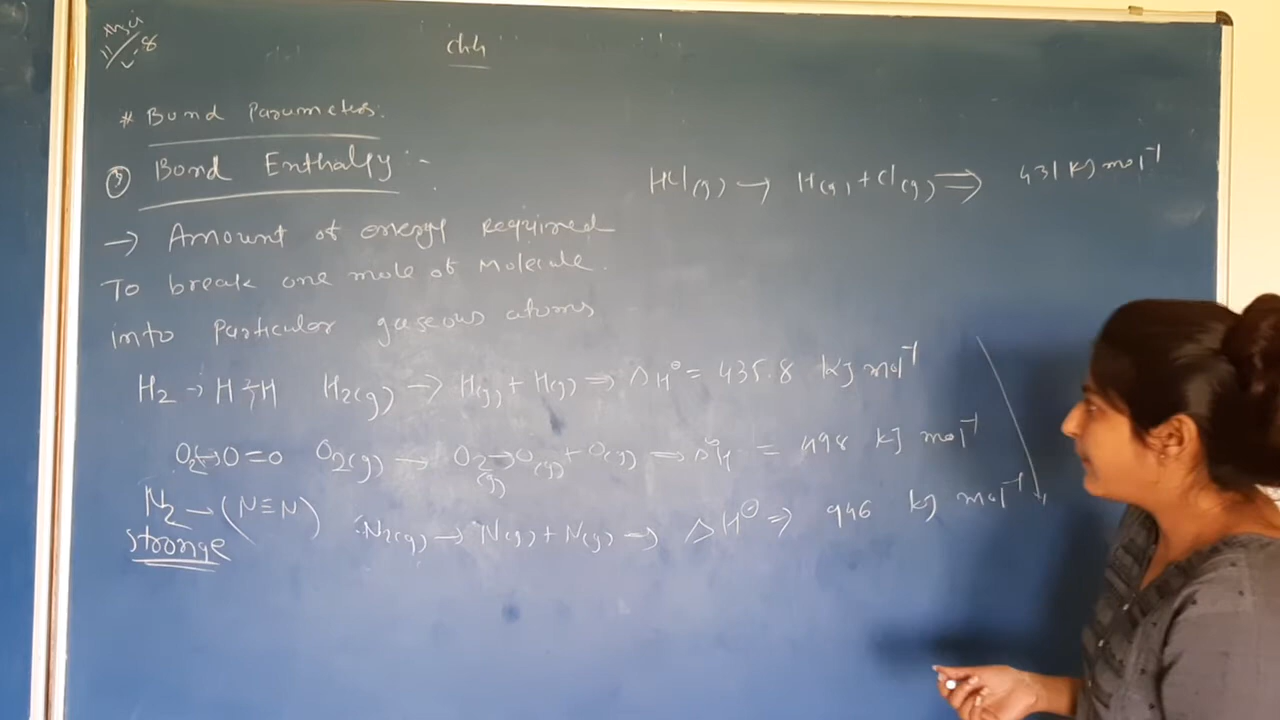 11/8
ch4
* Bond Parameters.
③ Bond Enthalpy :-
HCl(g) → H(g) + Cl(g) ⇒ 431 KJ mol⁻¹
→ Amount of energy required
To break one mole of Molecule.
into Particular gaseous atoms
H₂ → H H H₂(g) → H(g) + H(g) ⇒ ΔH° = 435.8 KJ mol⁻¹
O₂ → O=O O₂(g) → O₂(g) → O(g) + O(g) ⇒ ΔH° = 498 KJ mol⁻¹
N₂ → (N≡N) N₂(g) → N(g) + N(g) → ΔH° ⇒ 946 KJ mol⁻¹
stronge